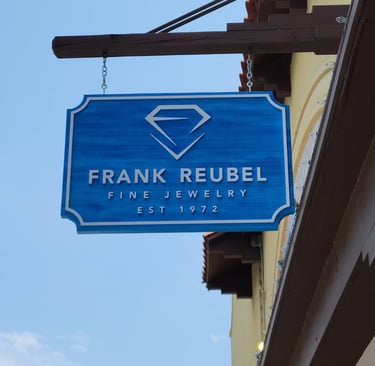 FRANK REUBEL
FINE JEWELRY
EST 1972